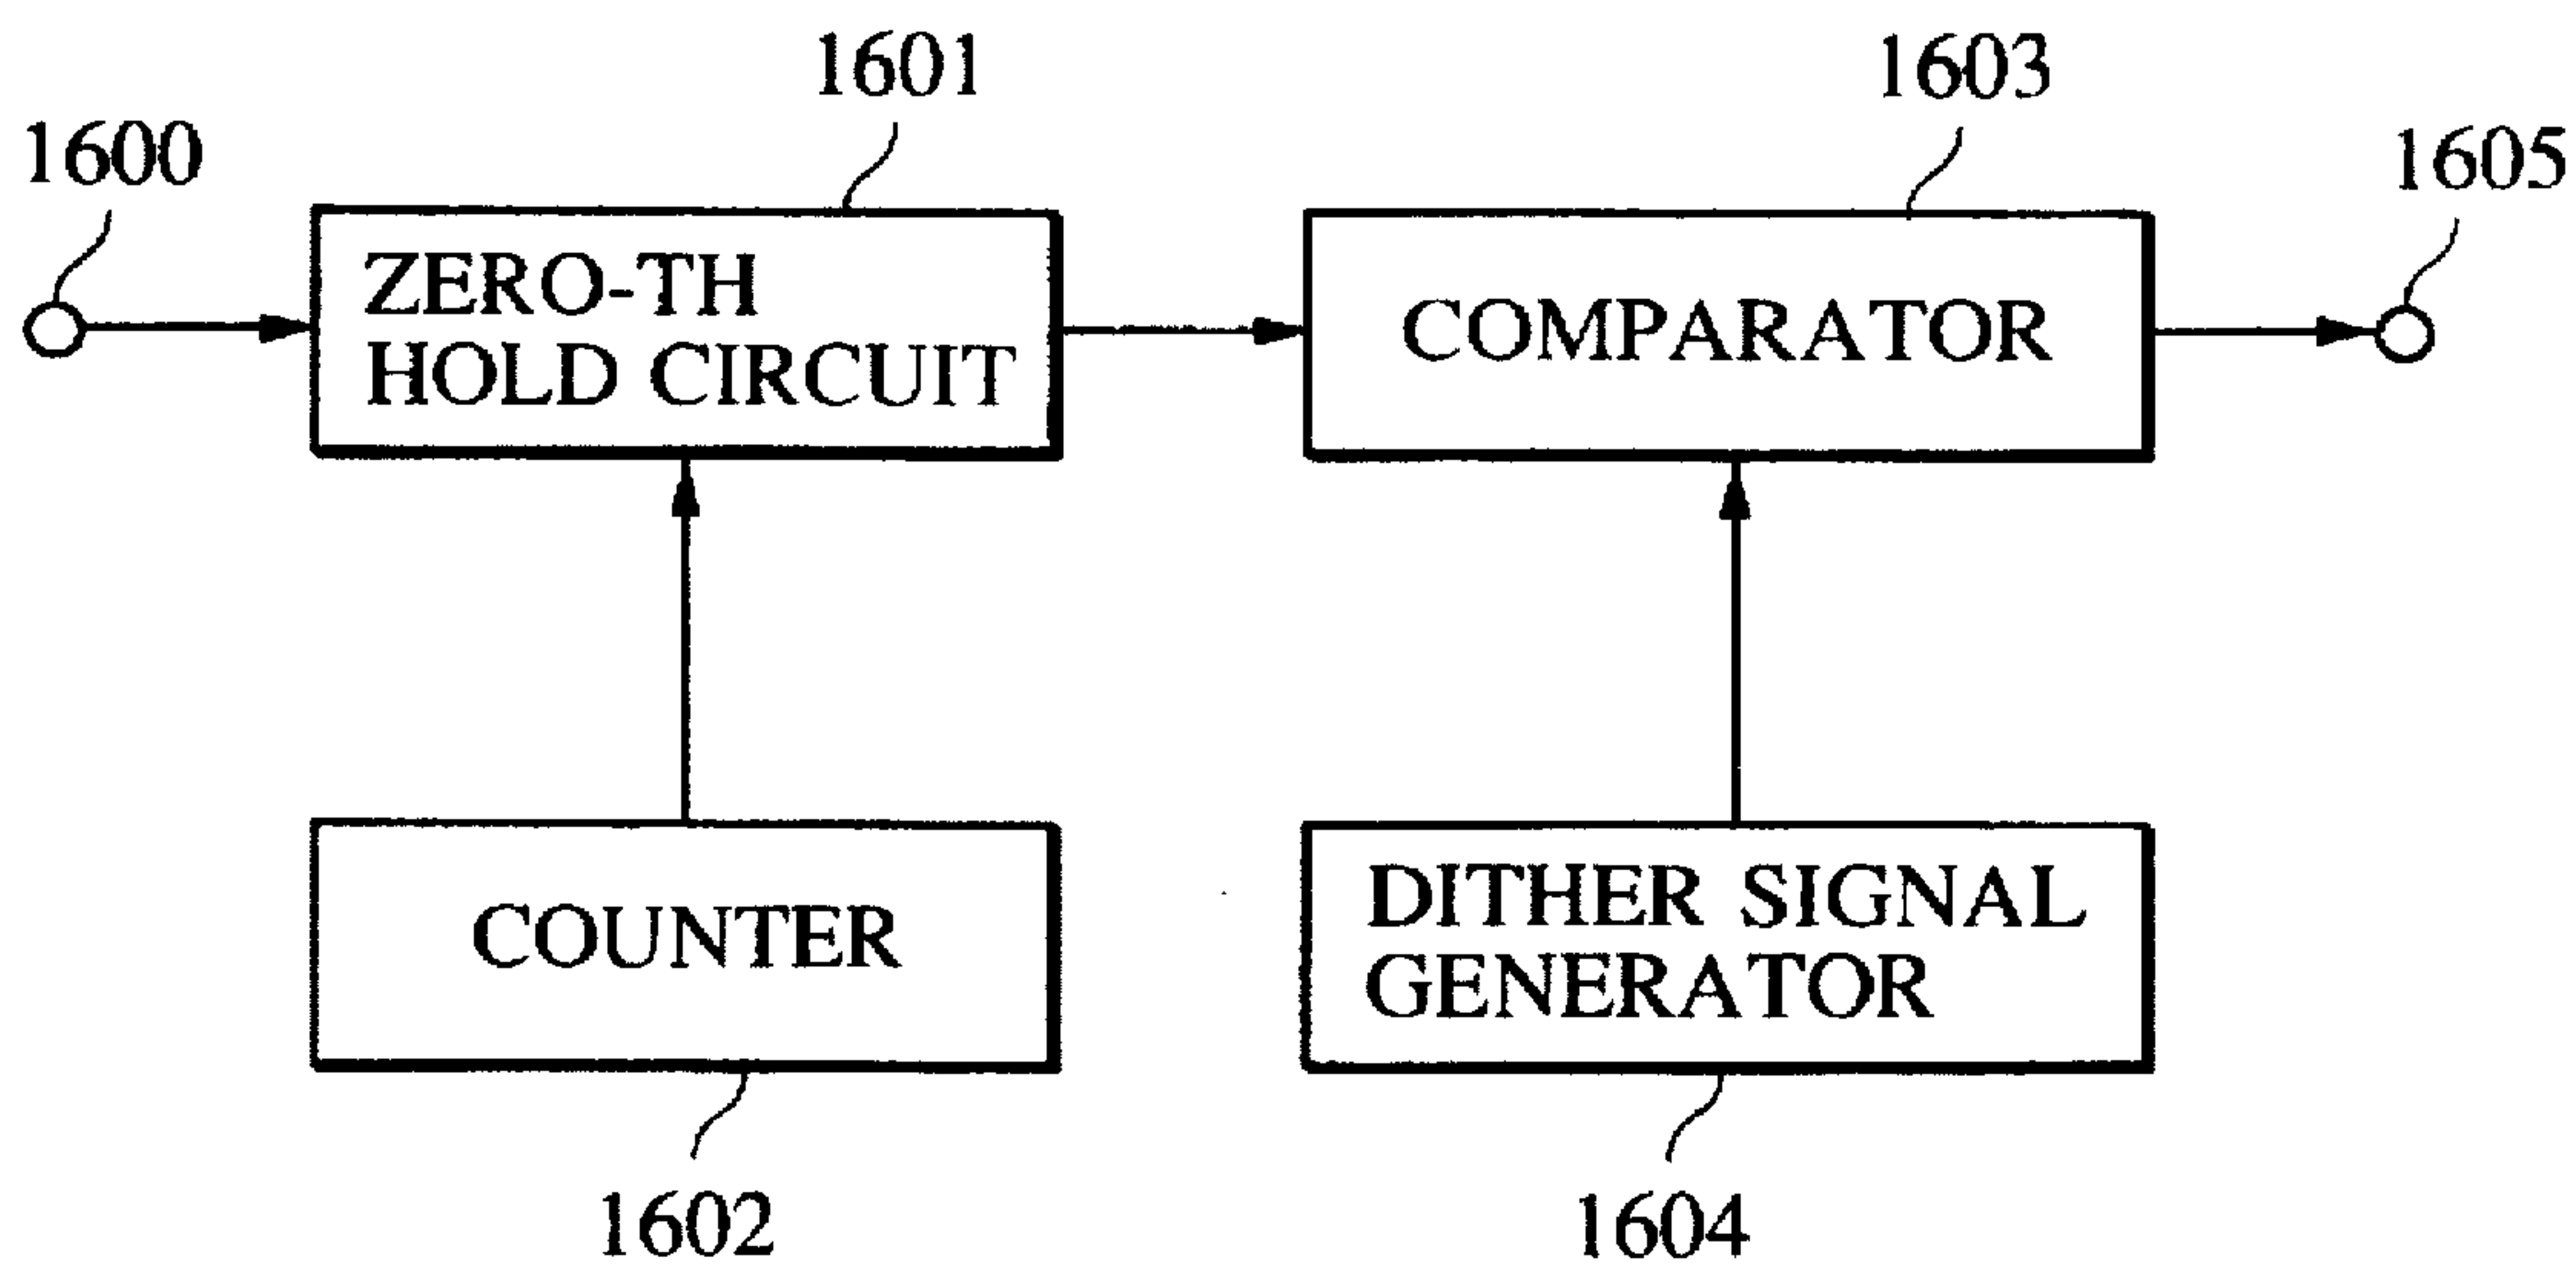 1601
1603
1600
1605
ZERO-TH
HOLD CIRCUIT
COMPARATOR
COUNTER
DITHER SIGNAL
GENERATOR
1602
1604